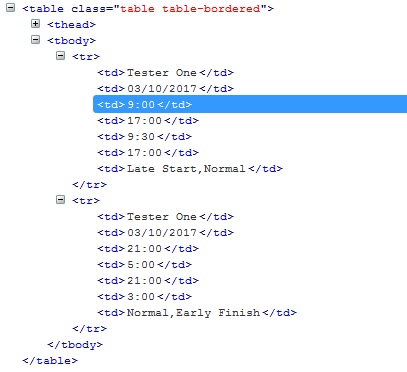 <table class="table table-bordered">
<thead>
<tbody>
<tr>
<td>Tester One</td>
<td>03/10/2017</td>
<td>9:00</td>
<td>17:00</td>
<td>9:30</td>
<td>17:00</td>
<td>Late Start,Normal</td>
</tr>
<tr>
<td>Tester One</td>
<td>03/10/2017</td>
<td>21:00</td>
<td>5:00</td>
<td>21:00</td>
<td>3:00</td>
<td>Normal,Early Finish</td>
</tr>
</tbody>
</table>